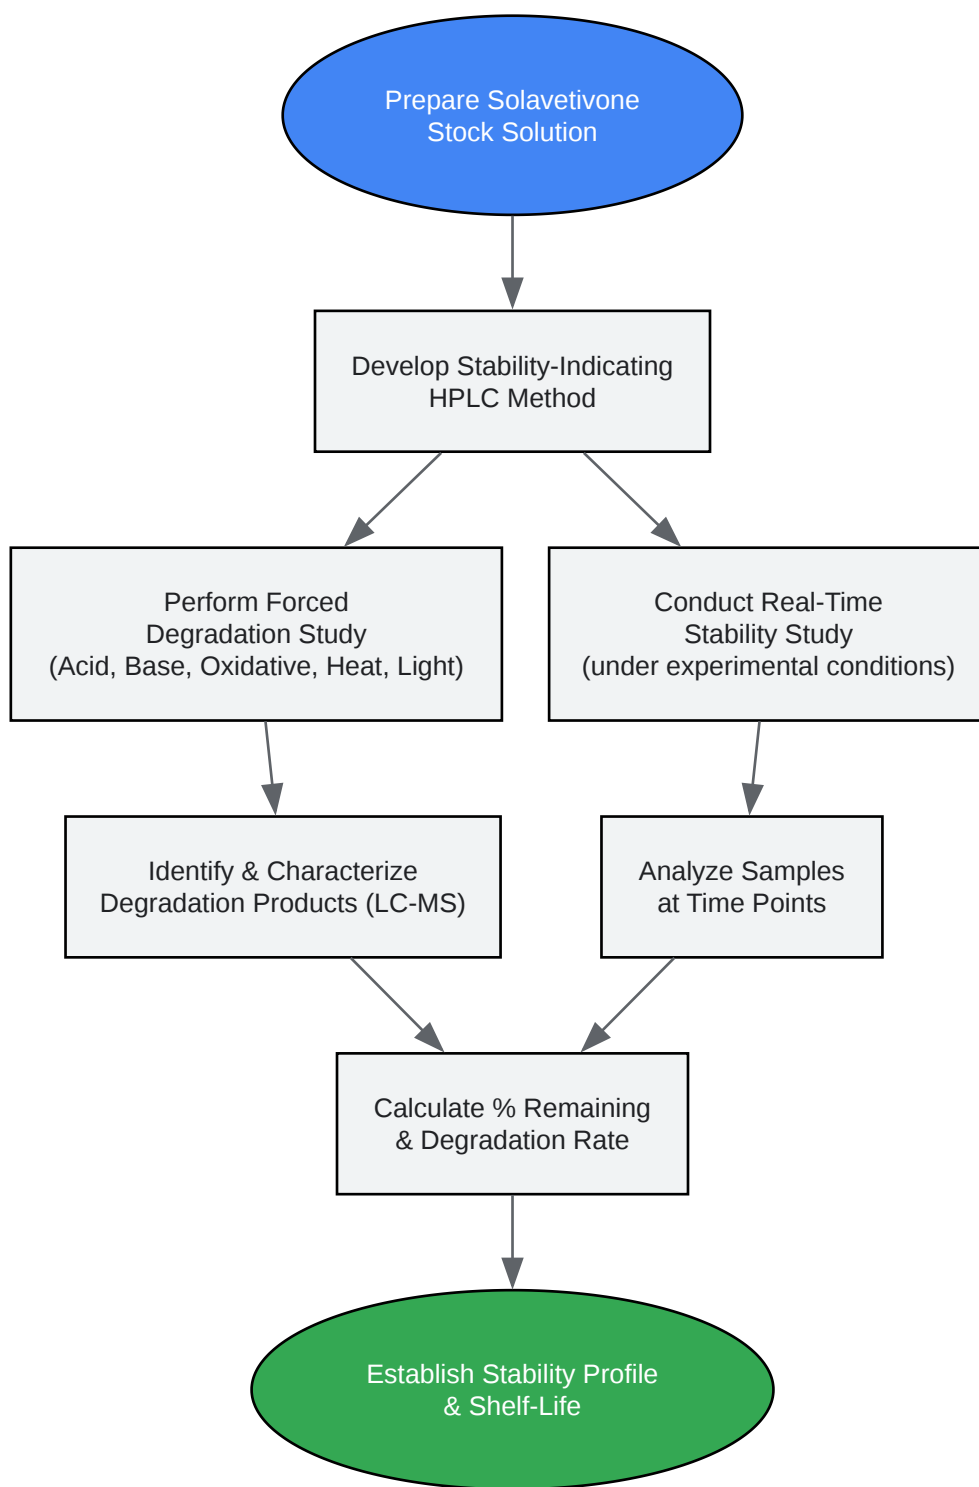 Prepare Solavetivone
Stock Solution
Develop Stability-Indicating
HPLC Method
Perform Forced
Degradation Study
(Acid, Base, Oxidative, Heat, Light)
Conduct Real-Time
Stability Study
(under experimental conditions)
Identify & Characterize
Degradation Products (LC-MS)
Analyze Samples
at Time Points
Calculate % Remaining
& Degradation Rate
Establish Stability Profile
& Shelf-Life